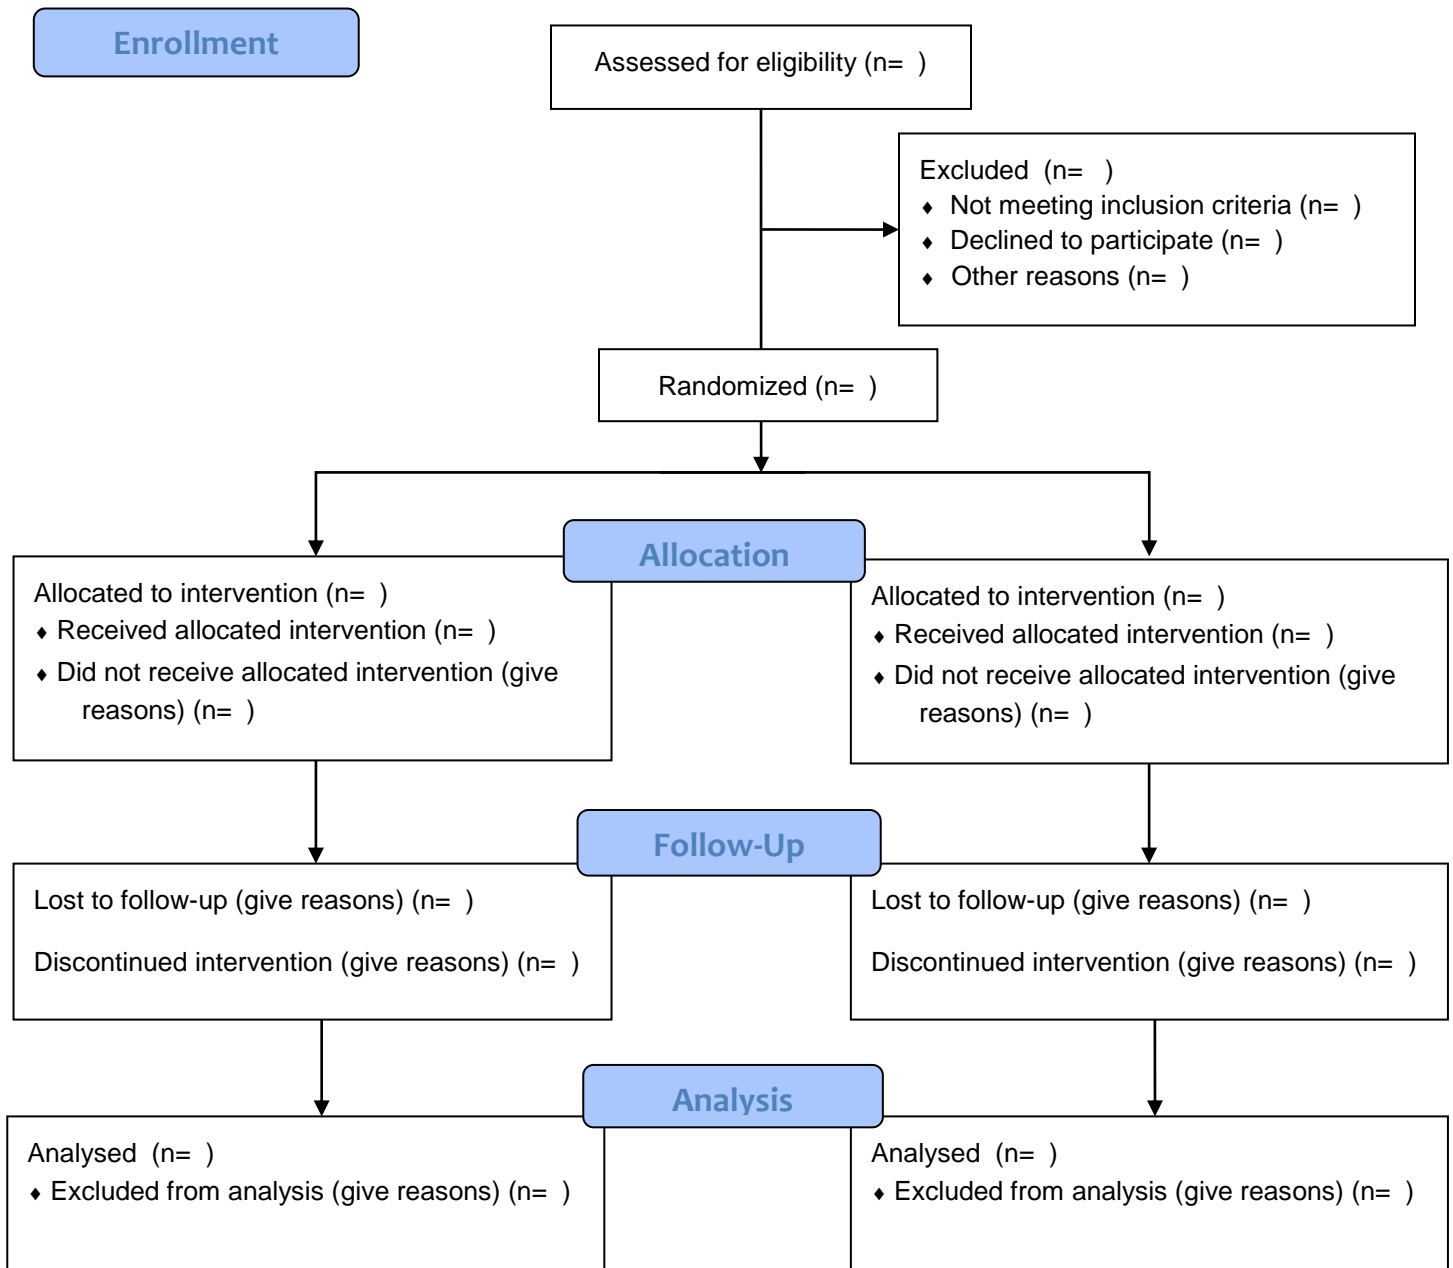 Enrollment
Assessed for eligibility (n=  )
Excluded  (n=   )
♦ Not meeting inclusion criteria (n=  )
♦ Declined to participate (n=  )
♦ Other reasons (n=  )
Randomized (n=  )
Allocation
Allocated to intervention (n=  )
♦ Received allocated intervention (n=  )
♦ Did not receive allocated intervention (give
reasons) (n=  )
Allocated to intervention (n=  )
♦ Received allocated intervention (n=  )
♦ Did not receive allocated intervention (give
reasons) (n=  )
Follow-Up
Lost to follow-up (give reasons) (n=  )
Discontinued intervention (give reasons) (n=  )
Lost to follow-up (give reasons) (n=  )
Discontinued intervention (give reasons) (n=  )
Analysis
Analysed  (n=  )
♦ Excluded from analysis (give reasons) (n=  )
Analysed  (n=  )
♦ Excluded from analysis (give reasons) (n=  )